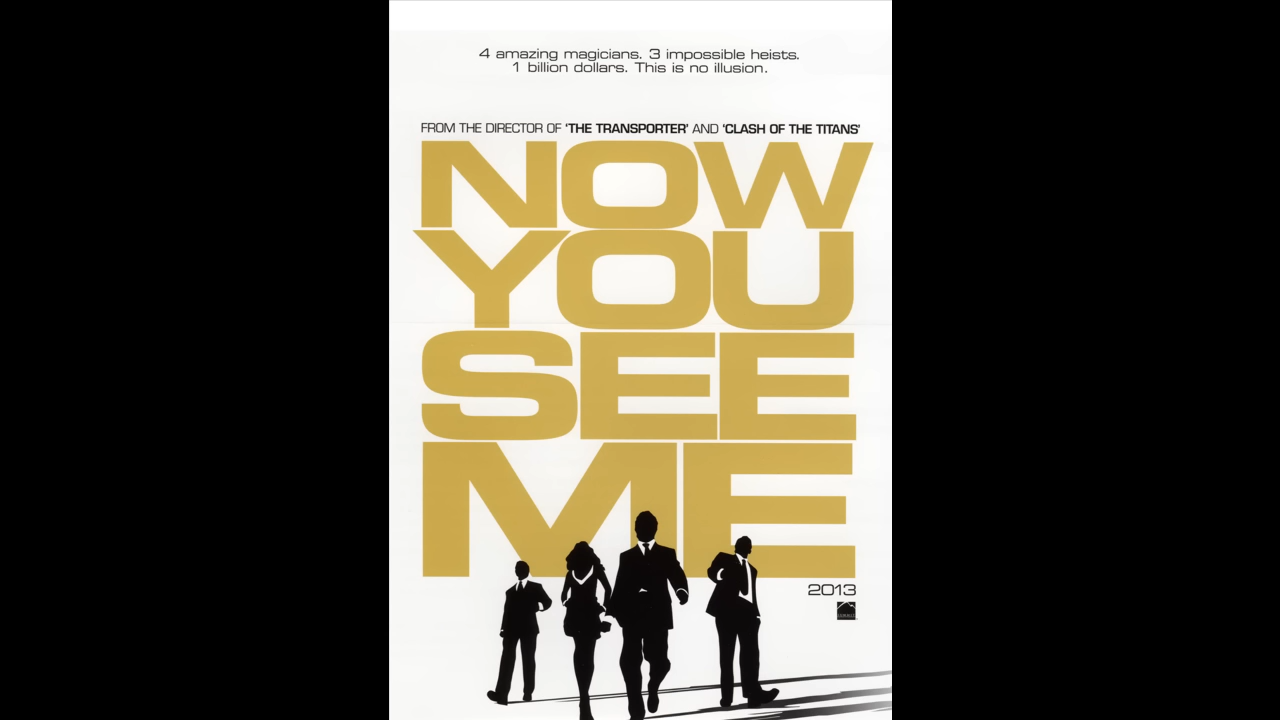 4 amazing magicians. 3 impossible heists.
1 billion dollars. This is no illusion.
FROM THE DIRECTOR OF 'THE TRANSPORTER' AND 'CLASH OF THE TITANS'
NOW
YOU
SEE
ME
2013
SUMMIT